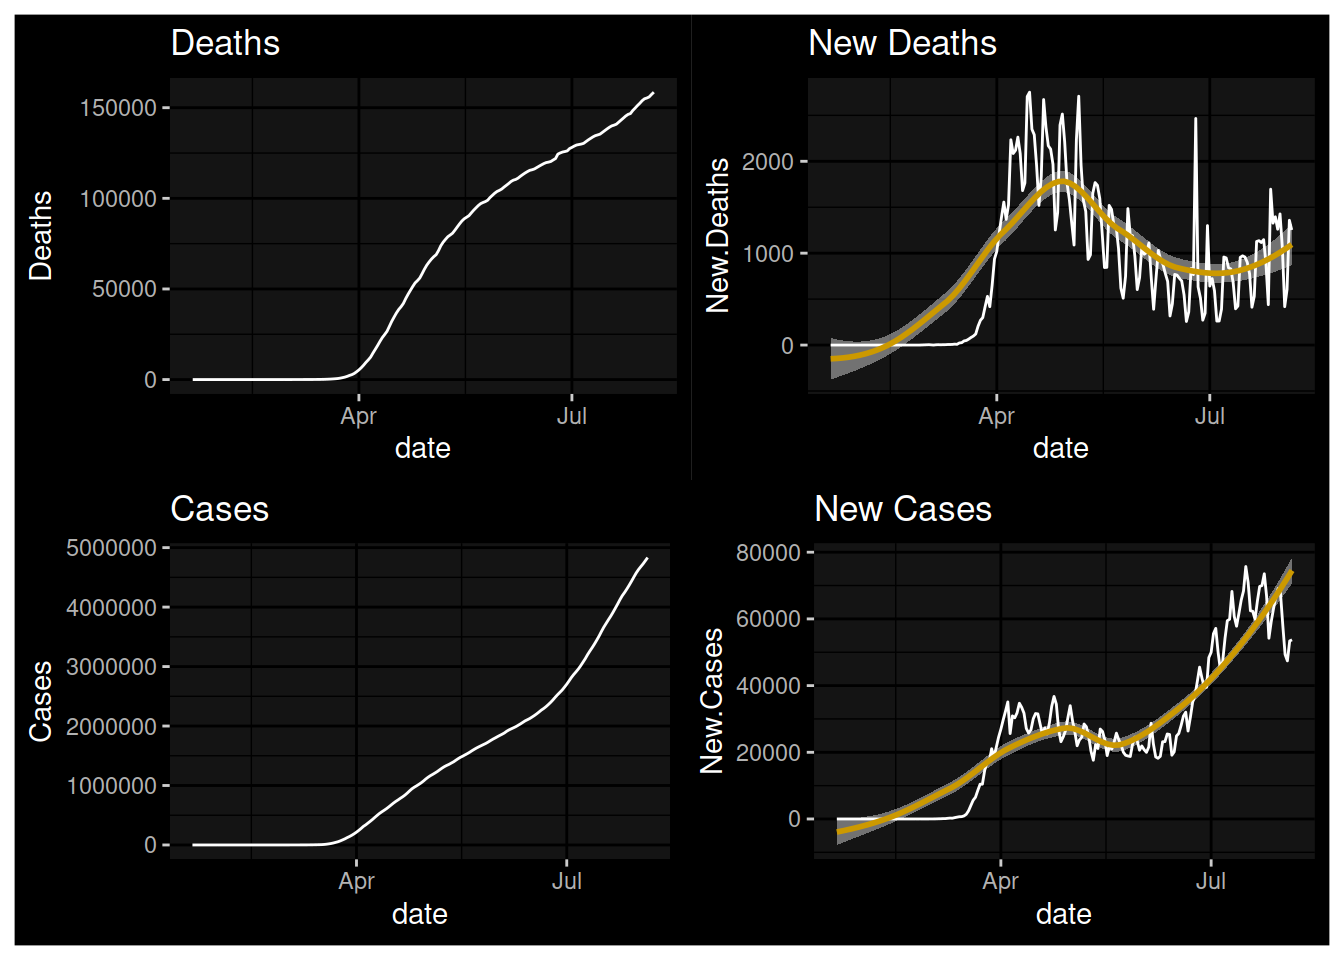 Deaths
Deaths
150000
100000
50000
0
Apr
Jul
date
New Deaths
New.Deaths
2000
1000
0
Apr
Jul
date
Cases
Cases
5000000
4000000
3000000
2000000
1000000
0
Apr
Jul
date
New Cases
New.Cases
80000
60000
40000
20000
0
Apr
Jul
date